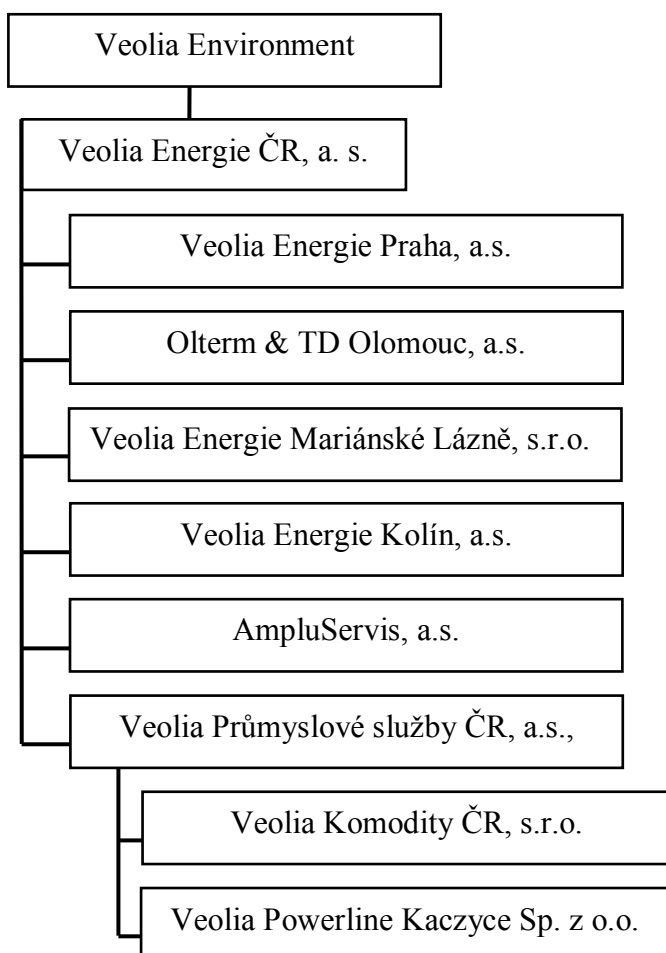 Veolia Environment
Veolia Energie ČR, a. s.
Veolia Energie Praha, a.s.
Olterm & TD Olomouc, a.s.
Veolia Energie Mariánské Lázně, s.r.o.
Veolia Energie Kolín, a.s.
AmpluServis, a.s.
Veolia Průmyslové služby ČR, a.s.,
Veolia Komodity ČR, s.r.o.
Veolia Powerline Kaczyce Sp. z o.o.